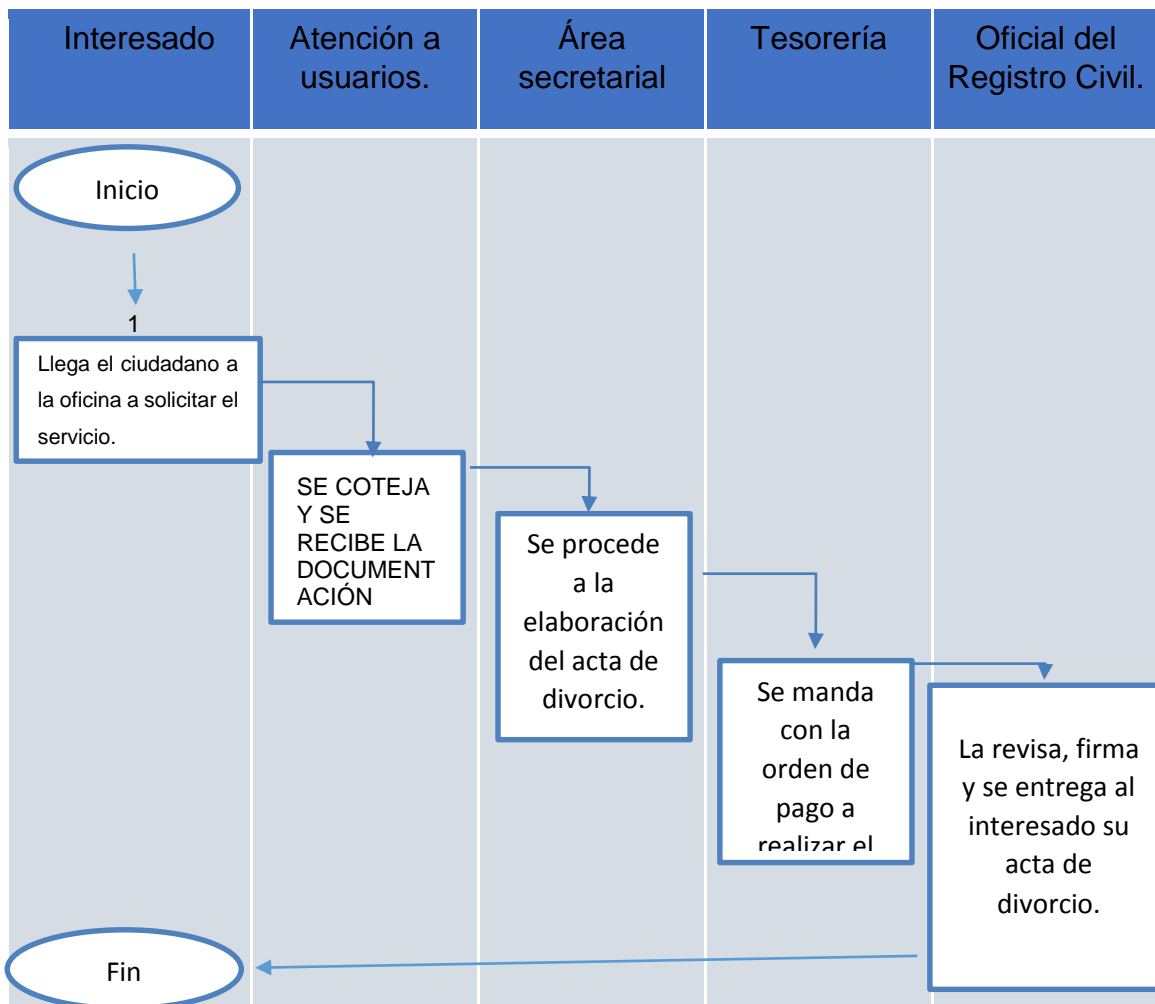 Interesado
Atención a
usuarios.
Área
secretarial
Tesorería
Oficial del
Registro Civil.
Inicio
1
Llega el ciudadano a
la oficina a solicitar el
servicio.
SE COTEJA
Y SE
RECIBE LA
DOCUMENT
ACIÓN
Se procede
a la
elaboración
del acta de
divorcio.
Se manda
con la
orden de
pago a
realizar el
La revisa, firma
y se entrega al
interesado su
acta de
divorcio.
Fin